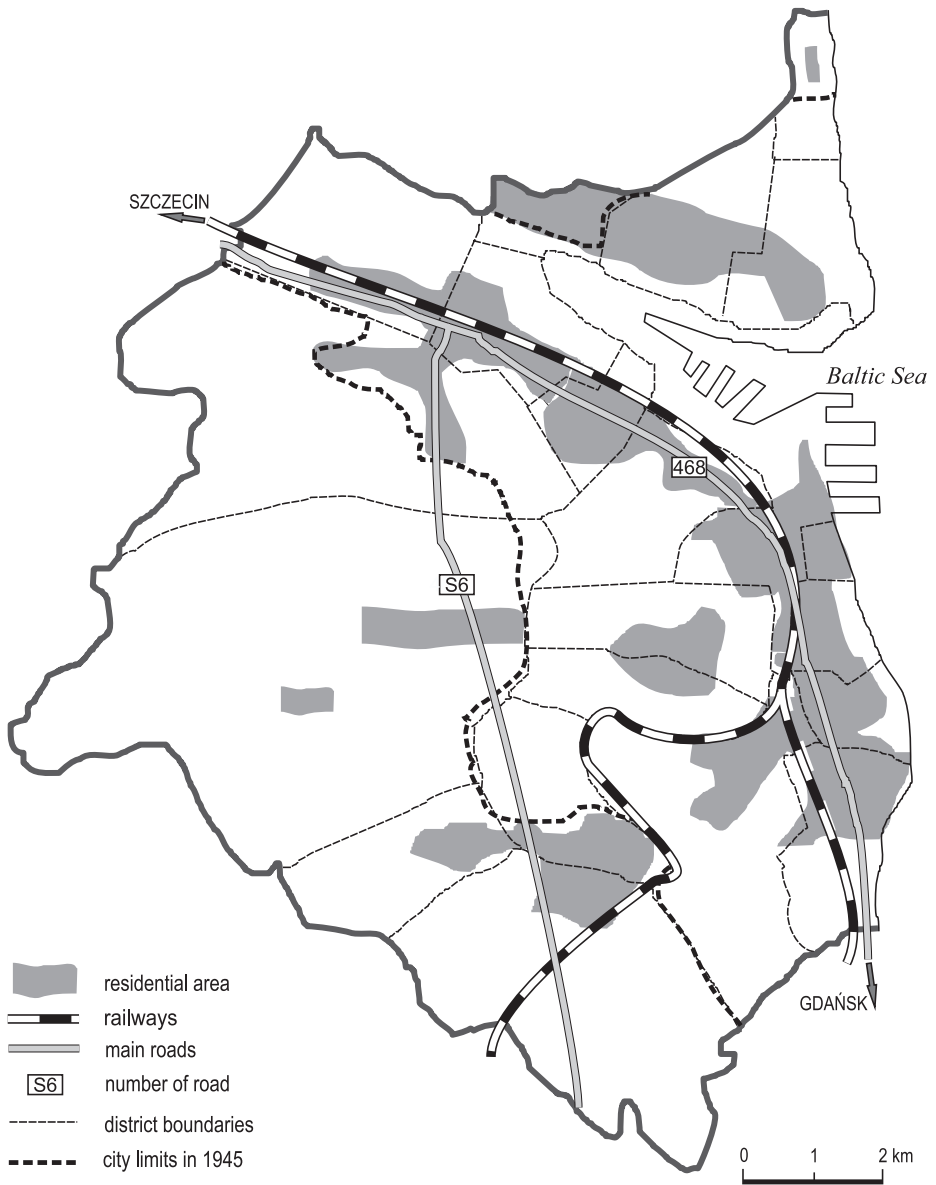 SZCZECIN
Baltic Sea
468
S6
GDAŃSK
residential area
railways
main roads
S6 number of road
district boundaries
city limits in 1945
0 1 2 km